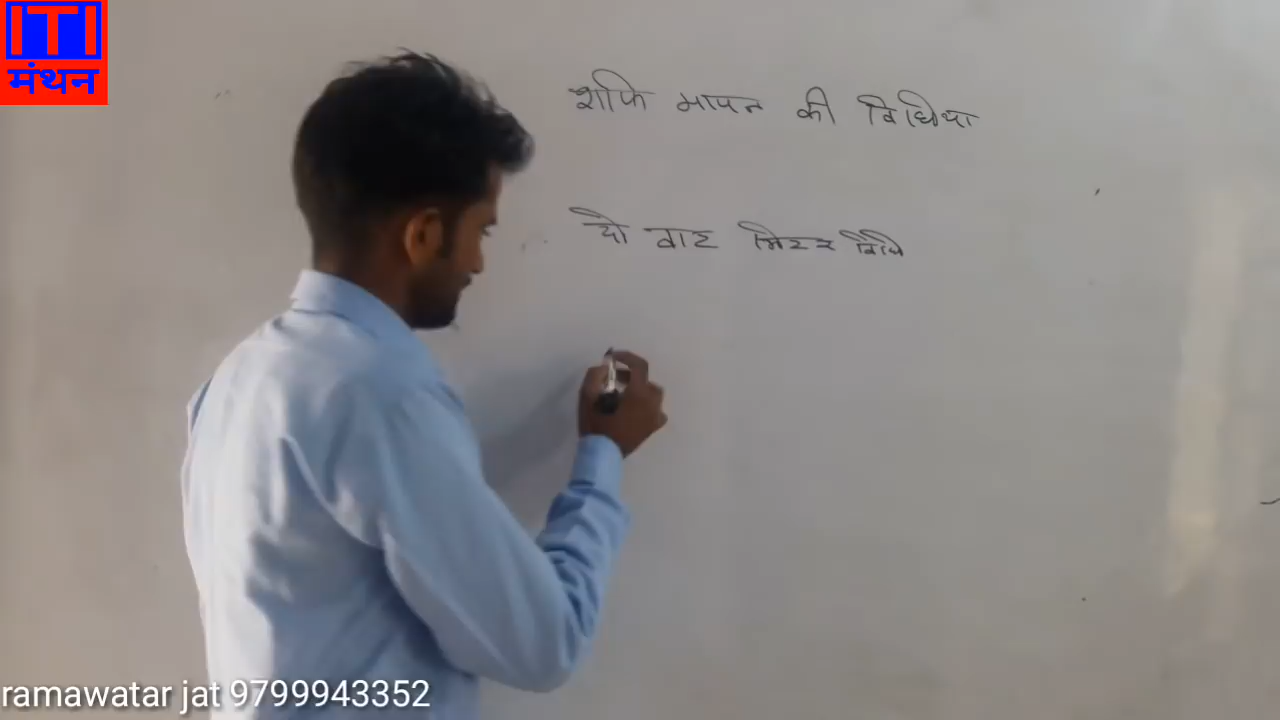 ITI
मंथन
शक्ति मापन की विधिया
दो वाट मिटर विधि
ramawatar jat 9799943352